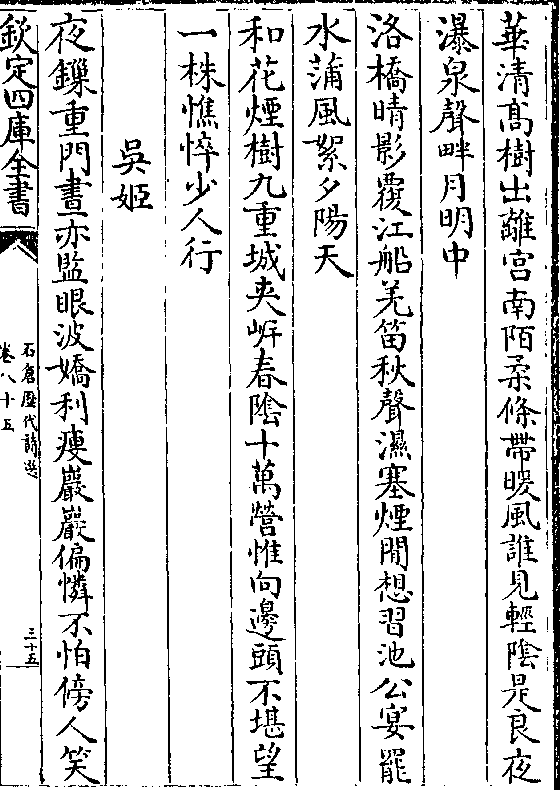 華清髙樹出離宫南陌柔條帶暖風誰見輕隂是良夜
瀑泉聲畔月明中
洛橋晴影覆江船羌笛秋聲濕塞煙閒想習池公宴罷
水蒲風絮夕陽天
和花煙樹九重城夾岍春隂十萬營惟向邊頭不堪望
一株憔悴少人行
吳姬
夜鏁重門晝亦監眼波嬌利瘦巖巖偏憐不怕傍人笑
欽定四庫全書
石倉歷代詩選
卷八十五
三十五